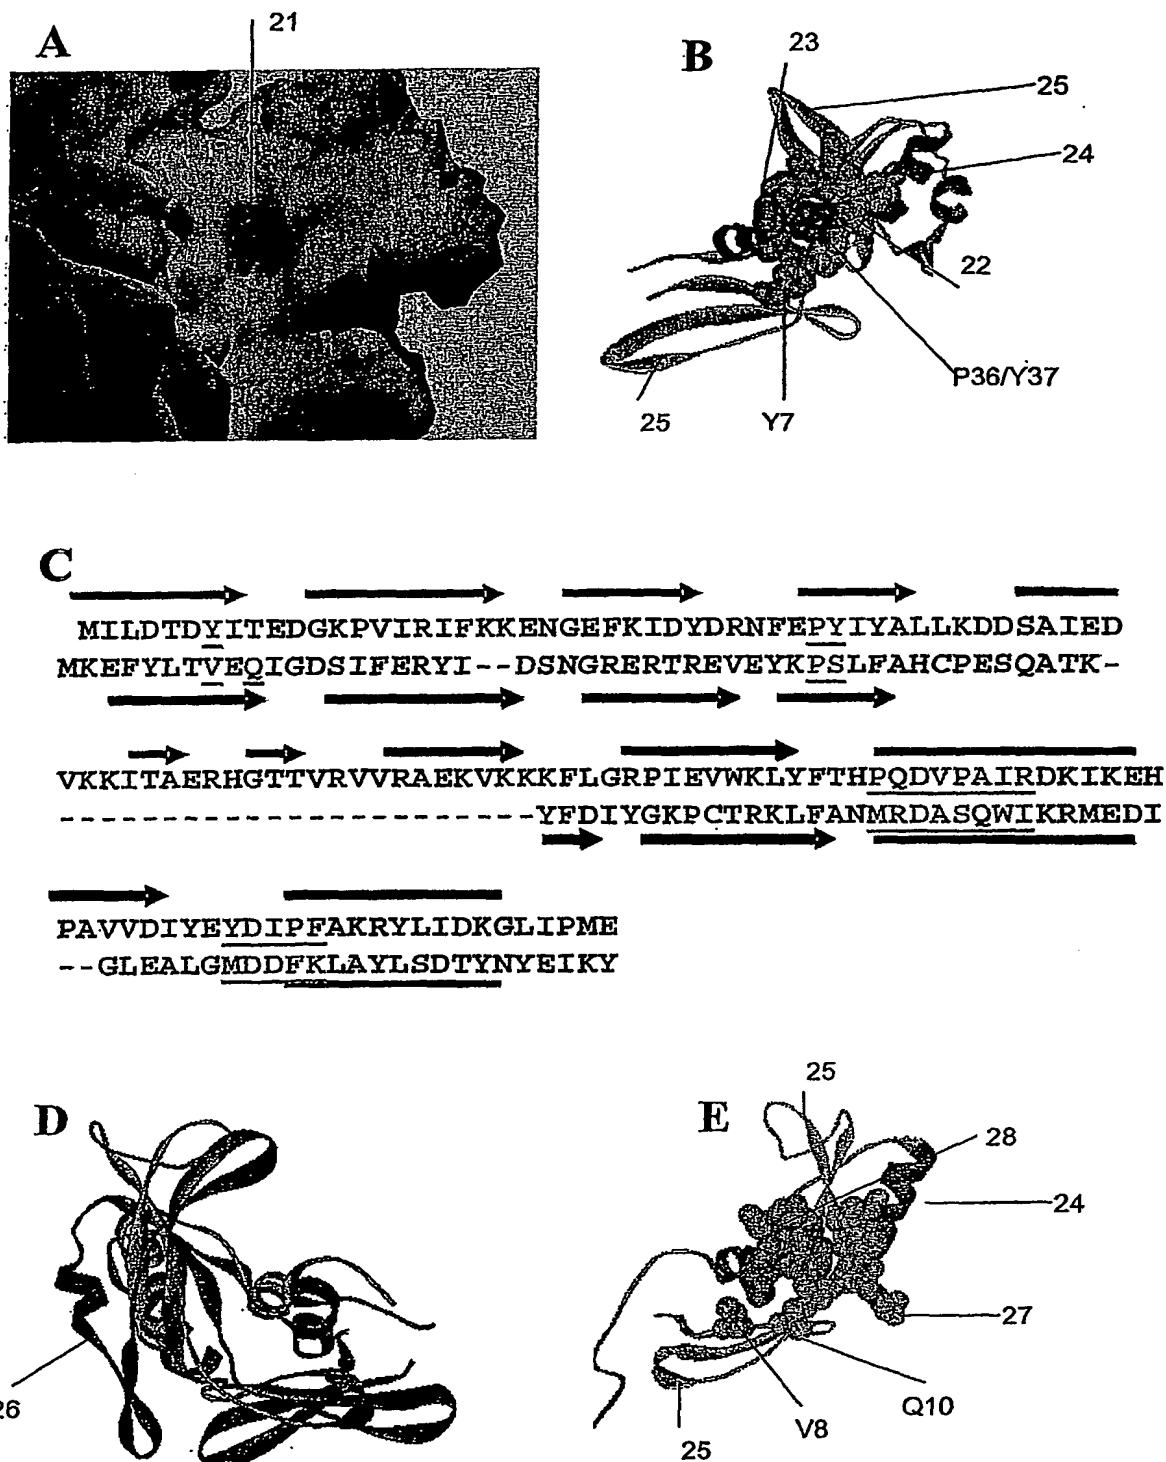 A
21
B
23
25
24
22
P36/Y37
25
Y7
C
MILDTDYITEDGKPVIRIFKKENGEFKIDYDRNFEPYIYALLKDDSAIED
MKEFYLTVEQIGDSIFERYI--DSNGRERTREVEYKPSLFAHCPESQATK-
VKKITAERHGTTVRVVRAEKVKKKFLGRPIEVWKLYFTHPQDVPAIRDKIKEH
-----------------------YFDIYGKPCTRKLFANMRDASQWIKRMEDI
PAVVDIYEYDIPFAKRYLIDKGLIPME
--GLEALGMDDFKLAYLSDTYNYEIKY
D
26
E
25
28
24
27
Q10
V8
25